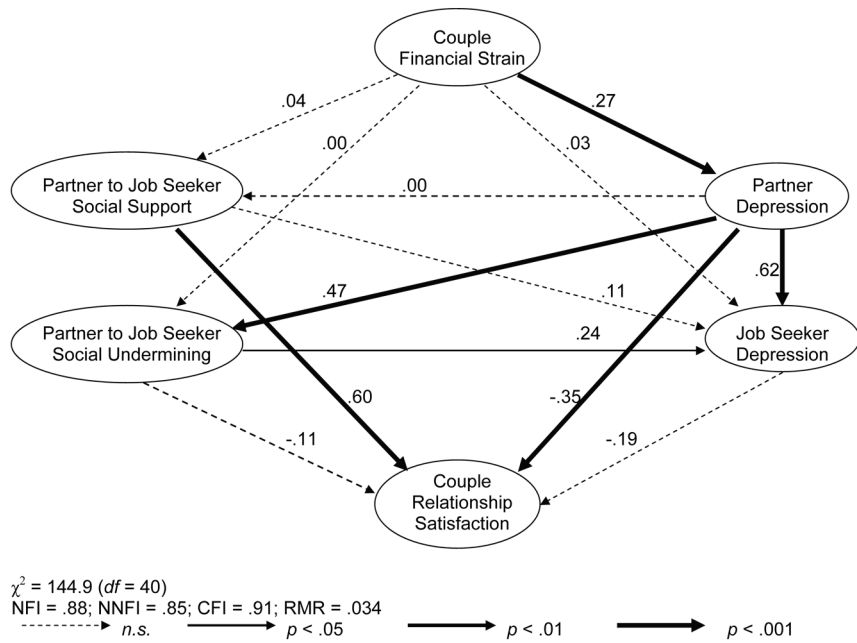 Couple
Financial Strain
.04
.27
.00
.03
Partner to Job Seeker
Social Support
.00
Partner
Depression
.47
.11
.62
Partner to Job Seeker
Social Undermining
.24
Job Seeker
Depression
.60
-.35
-.11
-.19
Couple
Relationship
Satisfaction
χ² = 144.9 (df = 40)
NFI = .88; NNFI = .85; CFI = .91; RMR = .034
n.s. p < .05 p < .01 p < .001